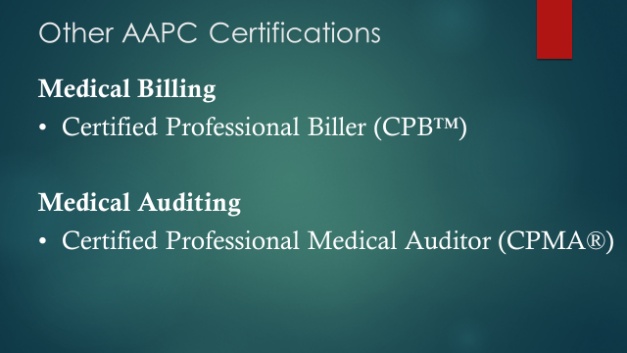 Other AAPC Certifications
Medical Billing
• Certified Professional Biller (CPB™)
Medical Auditing
• Certified Professional Medical Auditor (CPMA®)